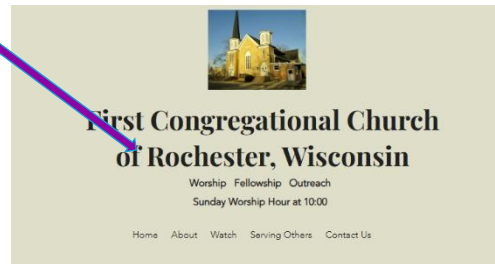 First Congregational Church
of Rochester, Wisconsin
Worship Fellowship Outreach
Sunday Worship Hour at 10:00
Home About Watch Serving Others Contact Us